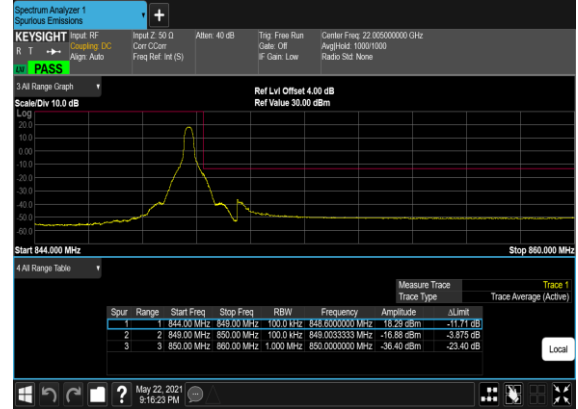 Spectrum Analyzer 1
Spurious Emissions
KEYSIGHT Input: RF Input Z: 50 Ω Atten: 40 dB Trig: Free Run Center Freq: 22.005000000 GHz
R T Coupling: DC Corr CCorr Gate: Off Avg|Hold: 1000/1000
Align: Auto Freq Ref: Int (S) IF Gain: Low Radio Std: None
PASS
3 All Range Graph Ref Lvl Offset 4.00 dB
Scale/Div 10.0 dB Ref Value 30.00 dBm
Log
20.0
10.0
0.00
-10.0
-20.0
-30.0
-40.0
-50.0
-60.0
Start 844.000 MHz Stop 860.000 MHz
4 All Range Table
Measure Trace Trace 1
Trace Type Trace Average (Active)
Spur Range Start Freq Stop Freq RBW Frequency Amplitude ΔLimit
1 1 844.00 MHz 849.00 MHz 100.0 kHz 848.6000000 MHz 18.29 dBm -11.71 dB
2 2 849.00 MHz 850.00 MHz 100.0 kHz 849.0033333 MHz -16.88 dBm -3.875 dB
3 3 850.00 MHz 860.00 MHz 1.000 MHz 850.0000000 MHz -36.40 dBm -23.40 dB
Local
May 22, 2021
9:16:23 PM